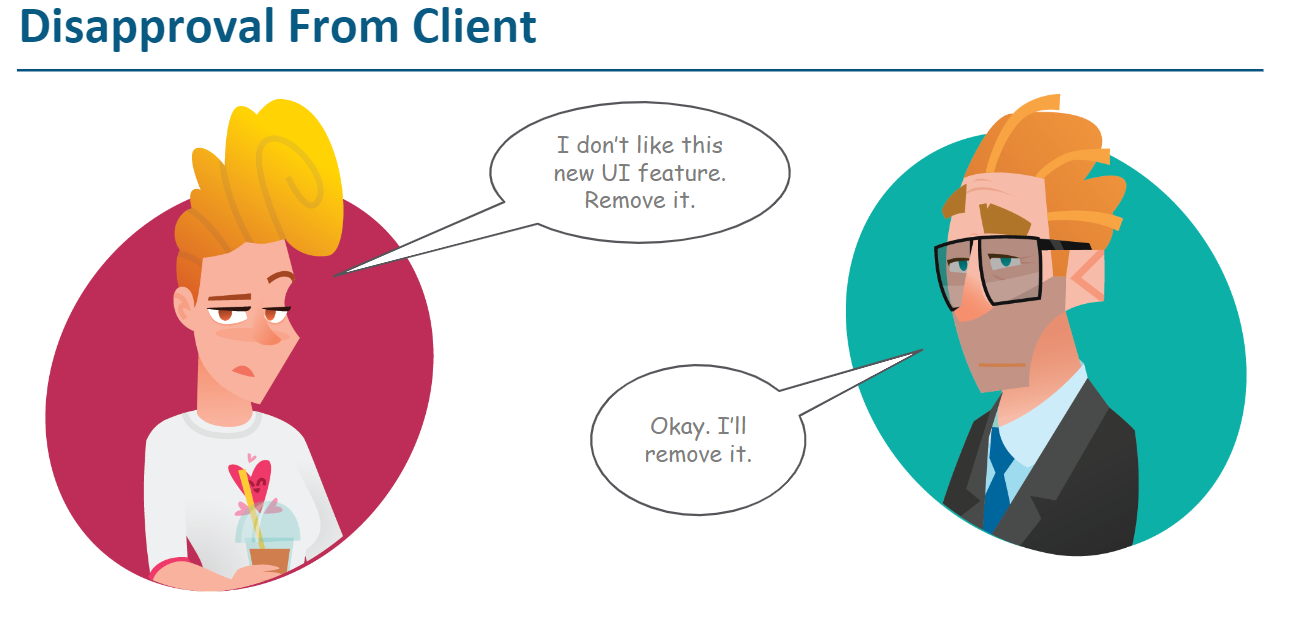 Disapproval From Client
I don’t like this
new UI feature.
Remove it.
Okay. I’ll
remove it.